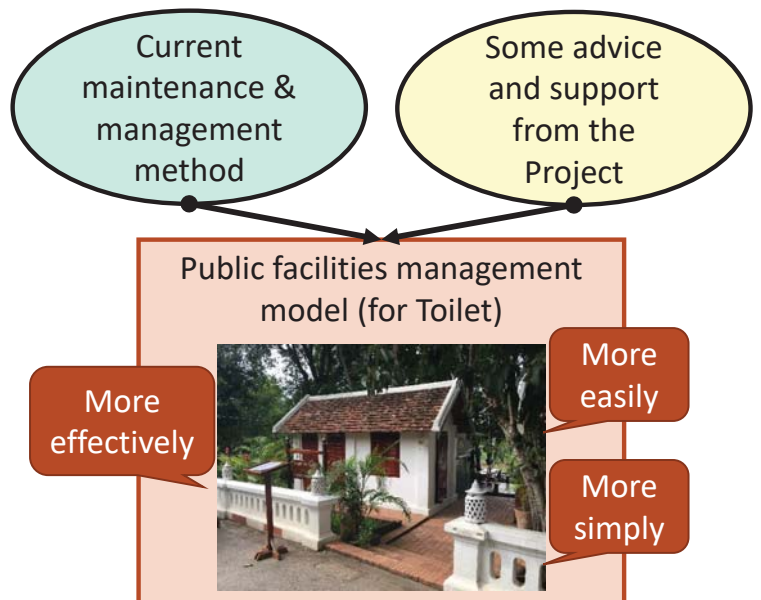 Current
maintenance &
management
method
Some advice
and support
from the
Project
Public facilities management
model (for Toilet)
More
effectively
More
easily
More
simply